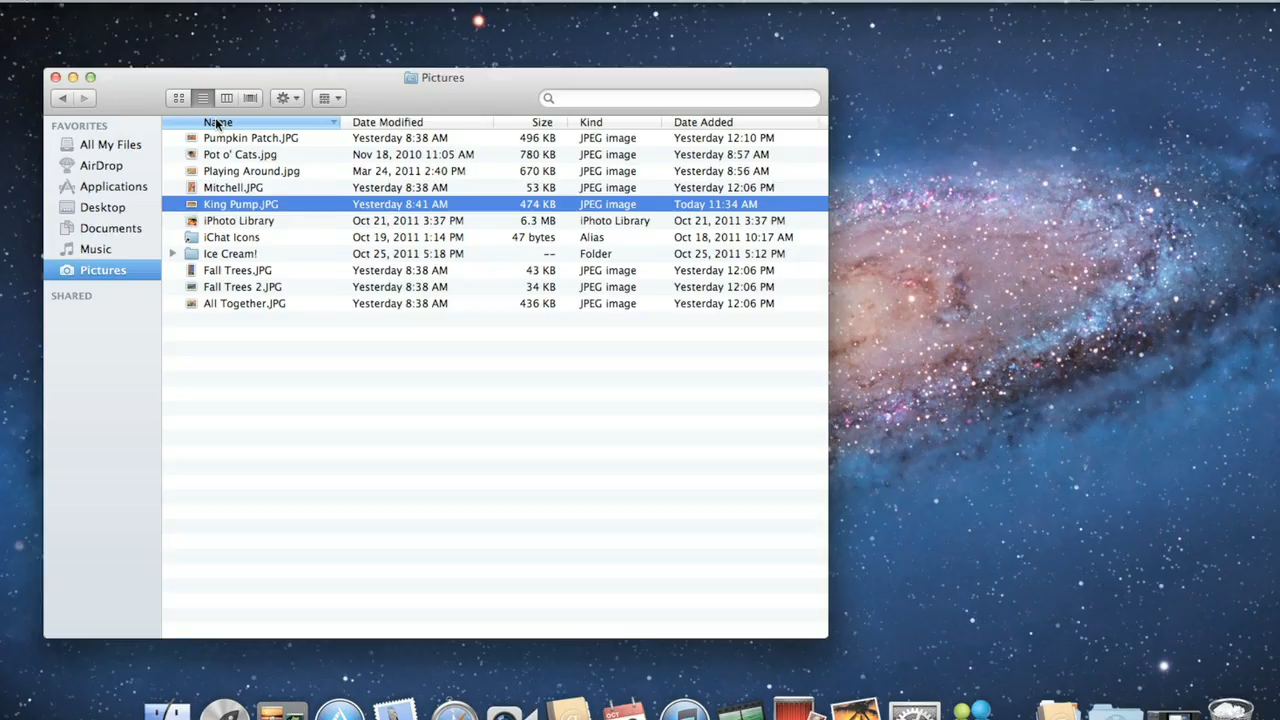 Pictures
Name Date Modified Size Kind Date Added
FAVORITES
All My Files
AirDrop
Applications
Desktop
Documents
Music
Pictures
SHARED
Pumpkin Patch.JPG Yesterday 8:38 AM 496 KB JPEG image Yesterday 12:10 PM
Pot o' Cats.jpg Nov 18, 2010 11:05 AM 780 KB JPEG image Yesterday 8:57 AM
Playing Around.jpg Mar 24, 2011 2:40 PM 670 KB JPEG image Yesterday 8:56 AM
Mitchell.JPG Yesterday 8:38 AM 53 KB JPEG image Yesterday 12:06 PM
King Pump.JPG Yesterday 8:41 AM 474 KB JPEG image Today 11:34 AM
iPhoto Library Oct 21, 2011 3:37 PM 6.3 MB iPhoto Library Oct 21, 2011 3:37 PM
iChat Icons Oct 19, 2011 1:14 PM 47 bytes Alias Oct 18, 2011 10:17 AM
Ice Cream! Oct 25, 2011 5:18 PM -- Folder Oct 25, 2011 5:12 PM
Fall Trees.JPG Yesterday 8:38 AM 43 KB JPEG image Yesterday 12:06 PM
Fall Trees 2.JPG Yesterday 8:38 AM 34 KB JPEG image Yesterday 12:06 PM
All Together.JPG Yesterday 8:38 AM 436 KB JPEG image Yesterday 12:06 PM
OCT